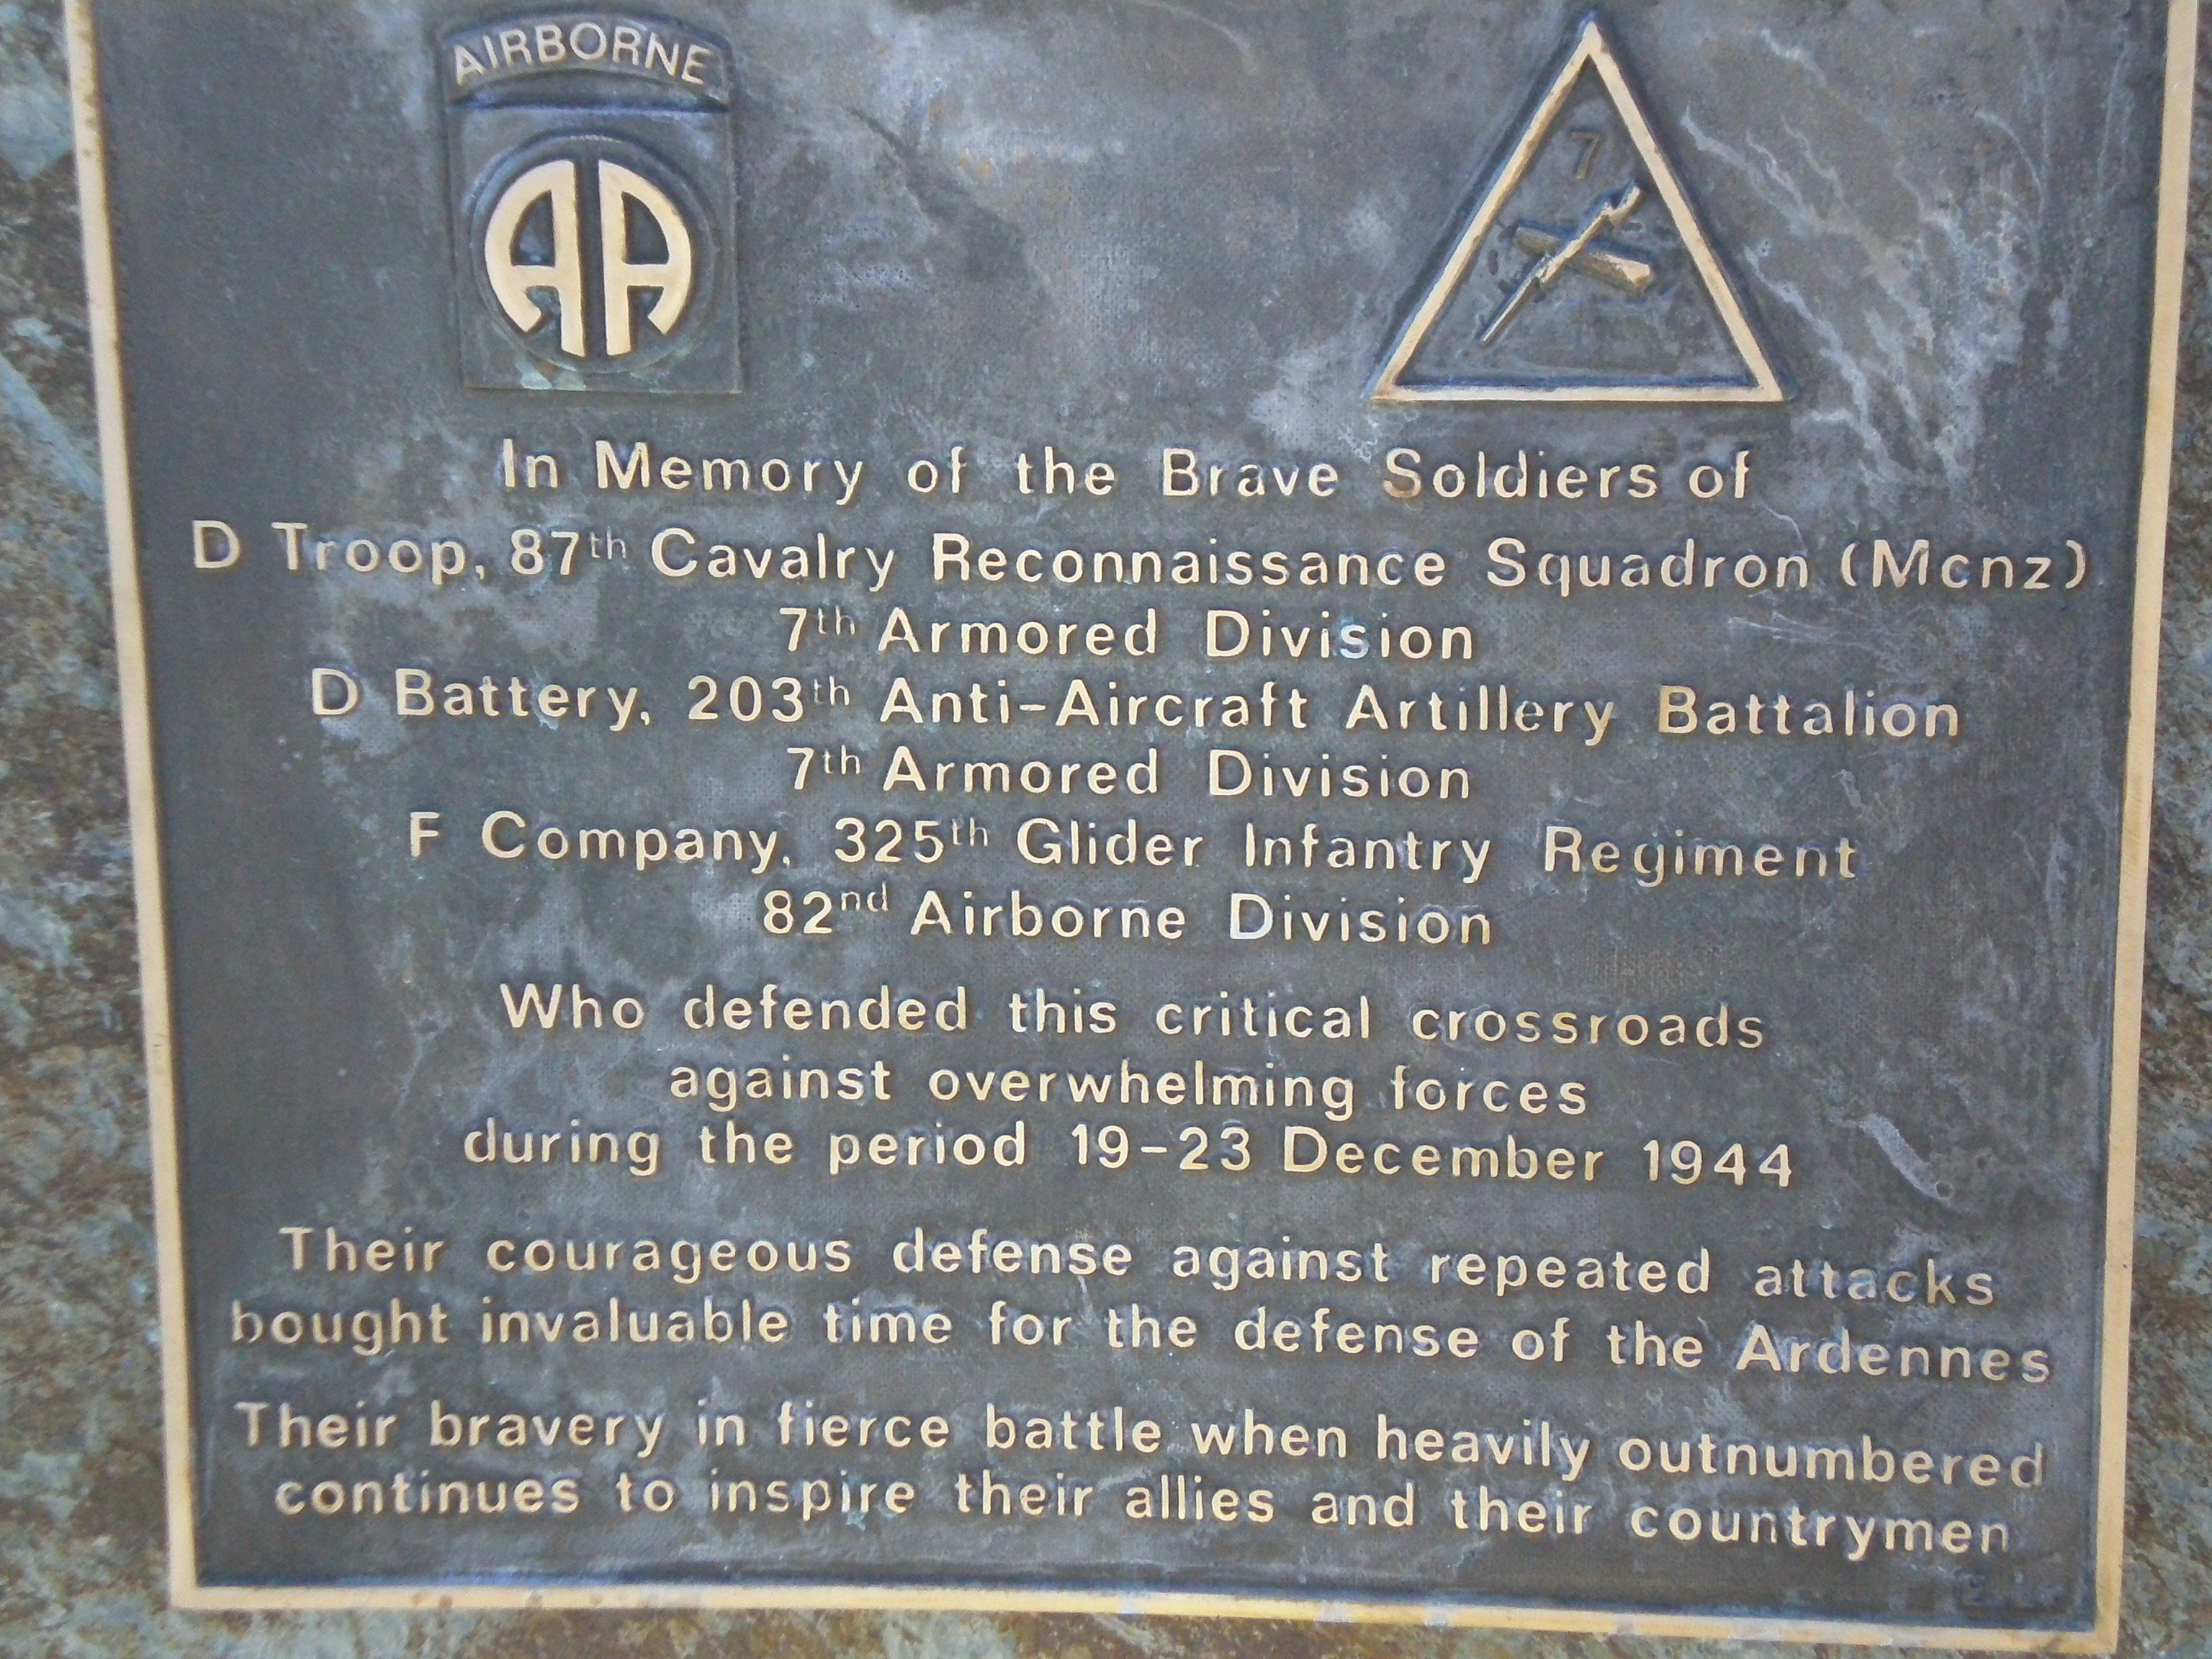 AIRBORNE
AA
7
In Memory of the Brave Soldiers of
D Troop, 87th Cavalry Reconnaissance Squadron (Mcnz)
7th Armored Division
D Battery, 203th Anti-Aircraft Artillery Battalion
7th Armored Division
F Company, 325th Glider Infantry Regiment
82nd Airborne Division
Who defended this critical crossroads
against overwhelming forces
during the period 19-23 December 1944
Their courageous defense against repeated attacks
bought invaluable time for the defense of the Ardennes
Their bravery in fierce battle when heavily outnumbered
continues to inspire their allies and their countrymen